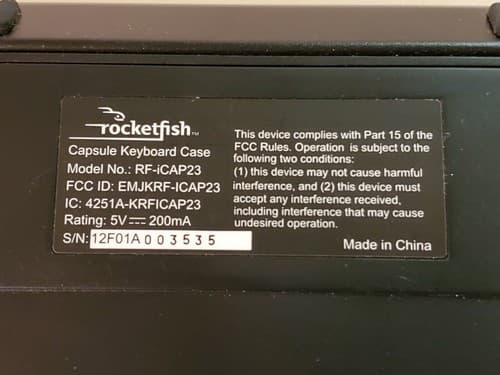 rocketfish™
Capsule Keyboard Case
Model No.: RF-iCAP23
FCC ID: EMJKRF-ICAP23
IC: 4251A-KRFICAP23
Rating: 5V⎓200mA
S/N: 12F01A 003535
This device complies with Part 15 of the
FCC Rules. Operation is subject to the
following two conditions:
(1) this device may not cause harmful
interference, and (2) this device must
accept any interference received,
including interference that may cause
undesired operation.
Made in China